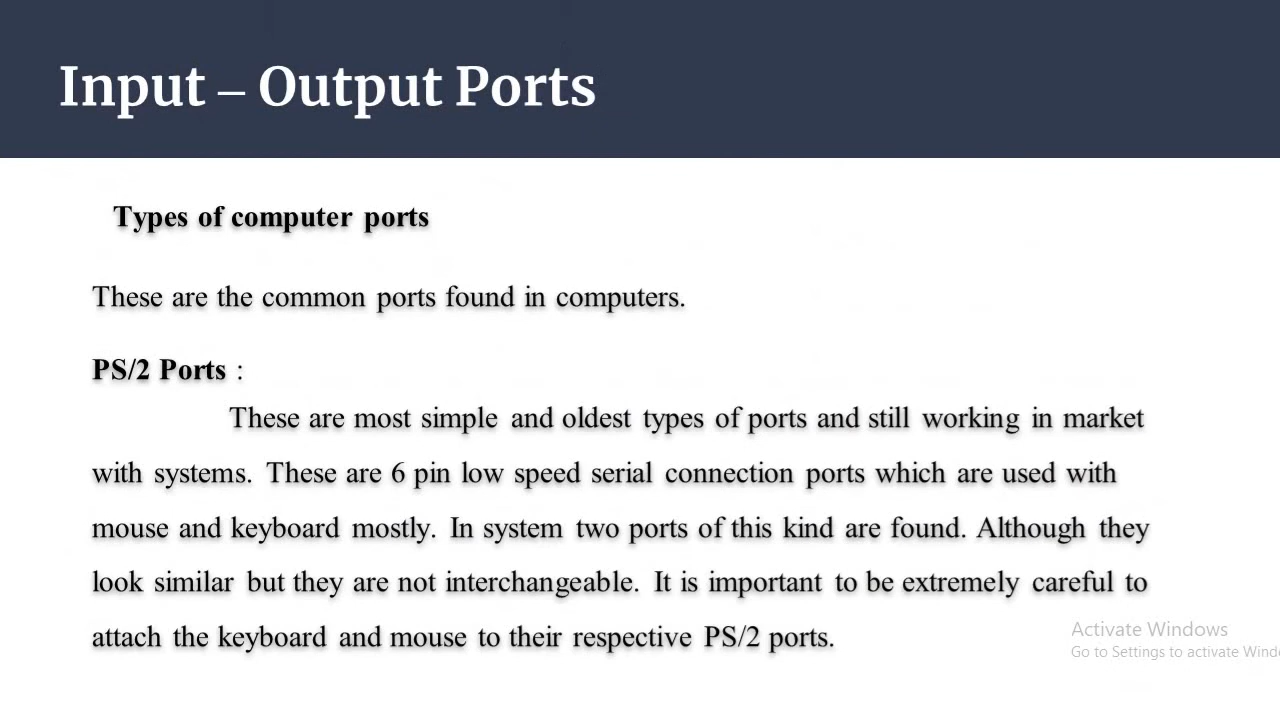 Input – Output Ports
Types of computer ports
These are the common ports found in computers.
PS/2 Ports :
These are most simple and oldest types of ports and still working in market
with systems. These are 6 pin low speed serial connection ports which are used with
mouse and keyboard mostly. In system two ports of this kind are found. Although they
look similar but they are not interchangeable. It is important to be extremely careful to
attach the keyboard and mouse to their respective PS/2 ports.
Activate Windows
Go to Settings to activate Wind